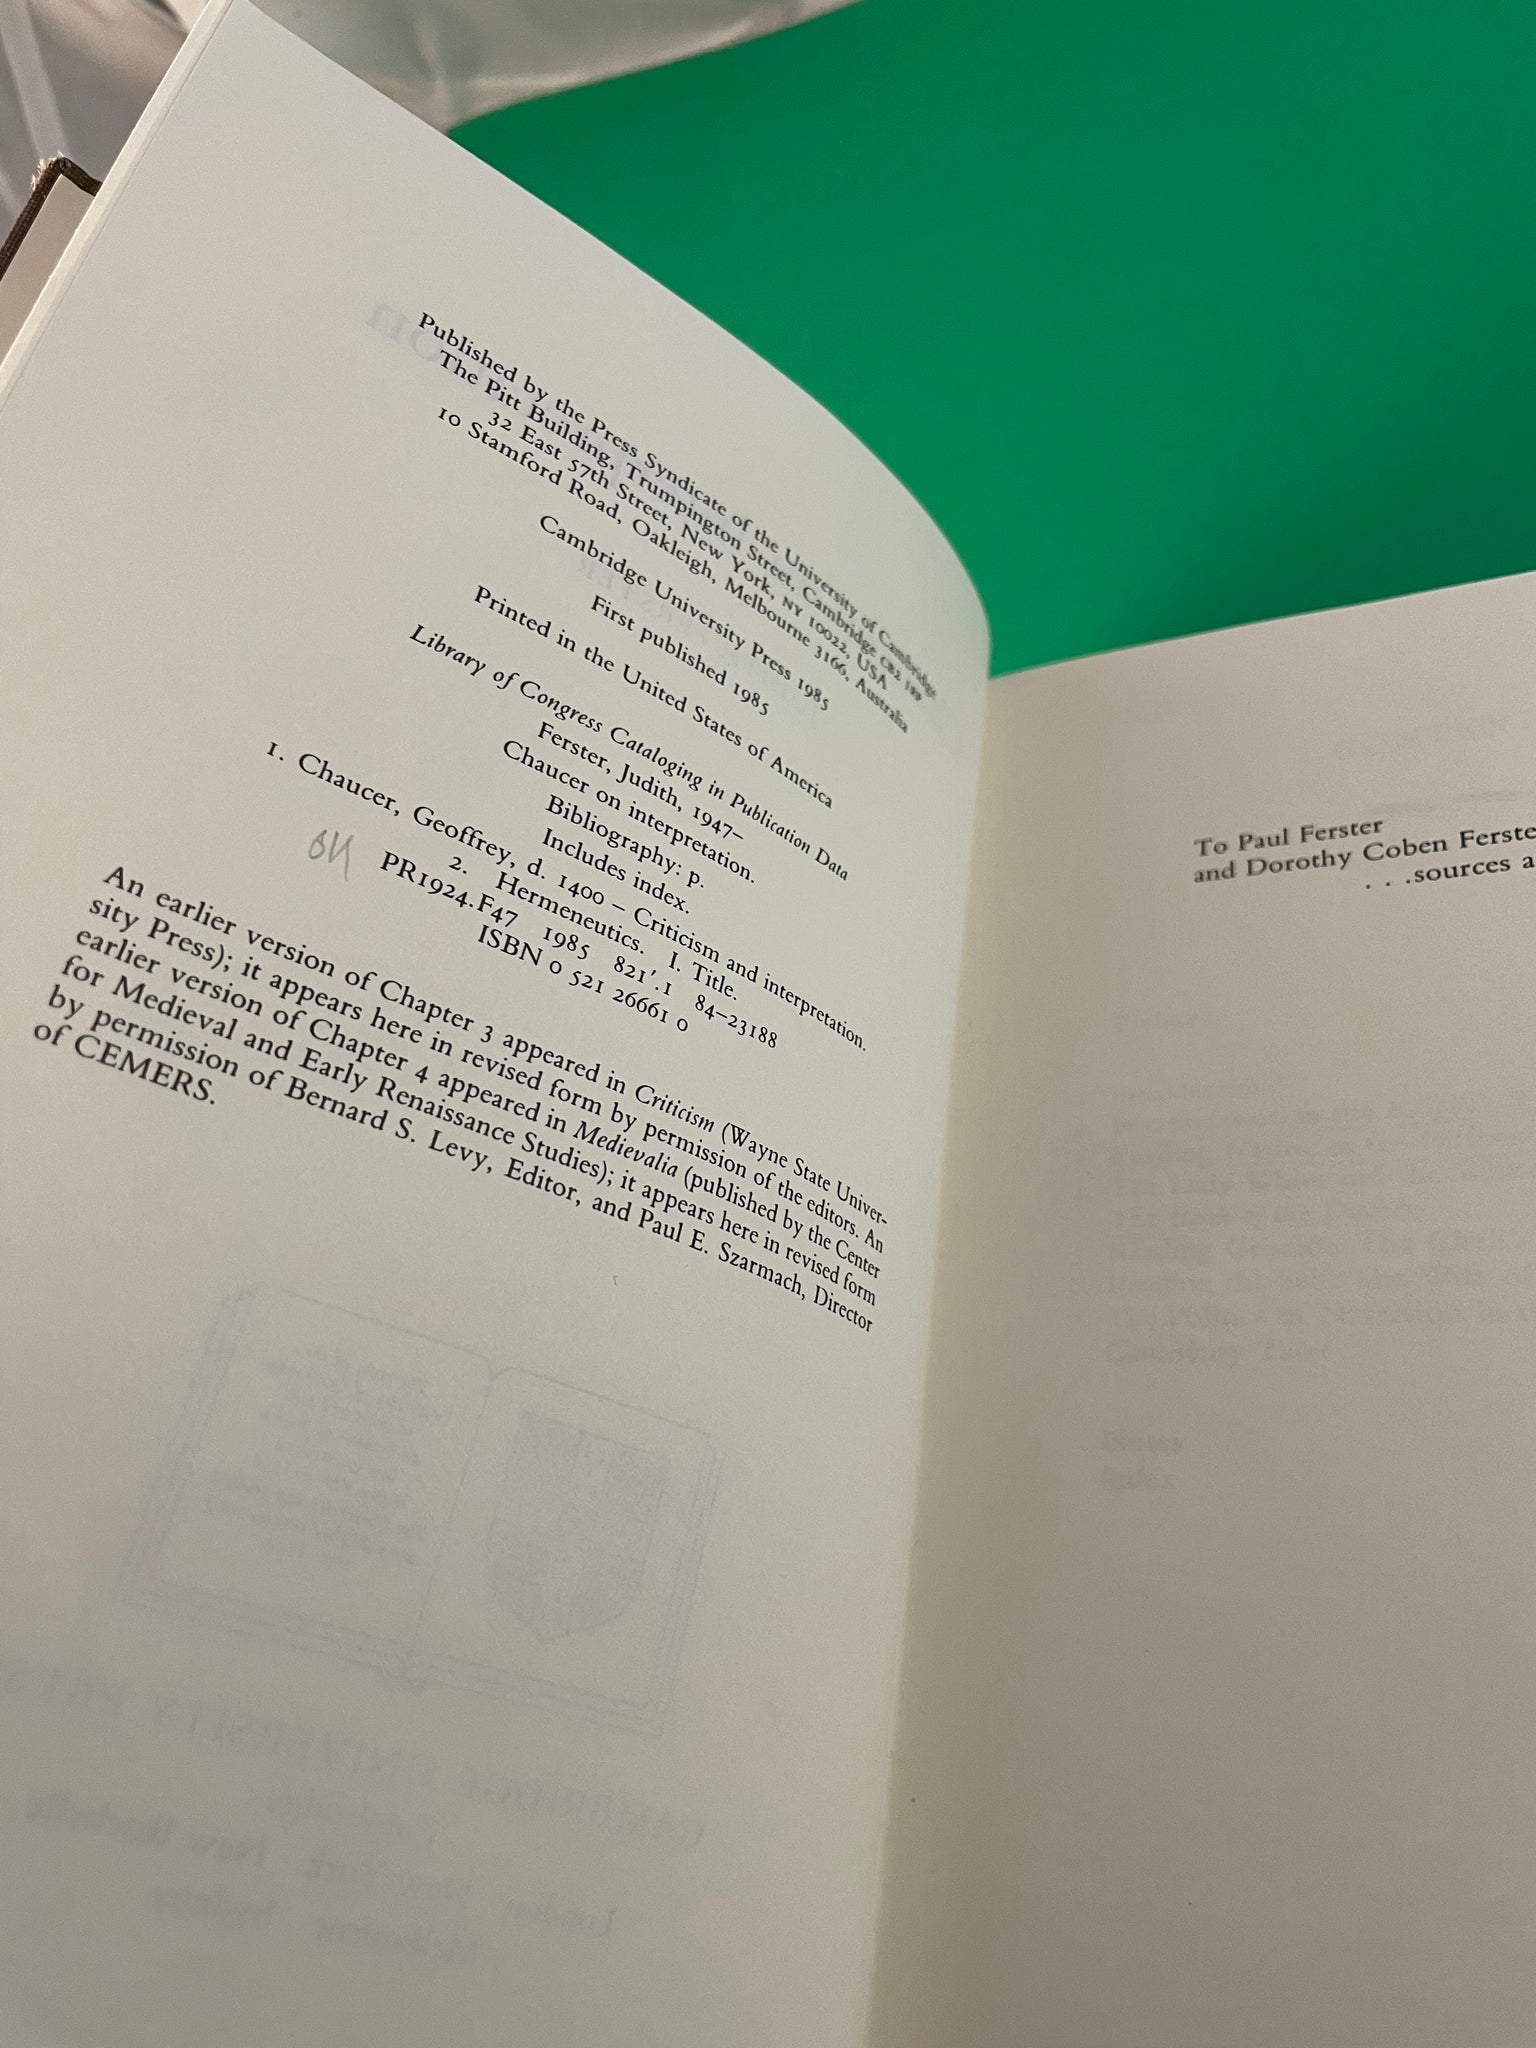 Published by the Press Syndicate of the University of Cambridge
The Pitt Building, Trumpington Street, Cambridge CB2 1RP
32 East 57th Street, New York, NY 10022, USA
10 Stamford Road, Oakleigh, Melbourne 3166, Australia
Cambridge University Press 1985
First published 1985
Printed in the United States of America
Library of Congress Cataloging in Publication Data
Ferster, Judith, 1947–
Chaucer on interpretation.
Bibliography: p.
Includes index.
1. Chaucer, Geoffrey, d. 1400 – Criticism and interpretation.
2. Hermeneutics. I. Title.
PR1924.F47 1985 821′.1 84–23188
ISBN 0 521 26661 0
An earlier version of Chapter 3 appeared in Criticism (Wayne State Univer-
sity Press); it appears here in revised form by permission of the editors. An
earlier version of Chapter 4 appeared in Medievalia (published by the Center
for Medieval and Early Renaissance Studies); it appears here in revised form
by permission of Bernard S. Levy, Editor, and Paul E. Szarmach, Director
of CEMERS.
To Paul Ferster
and Dorothy Coben Ferste
. . .sources a